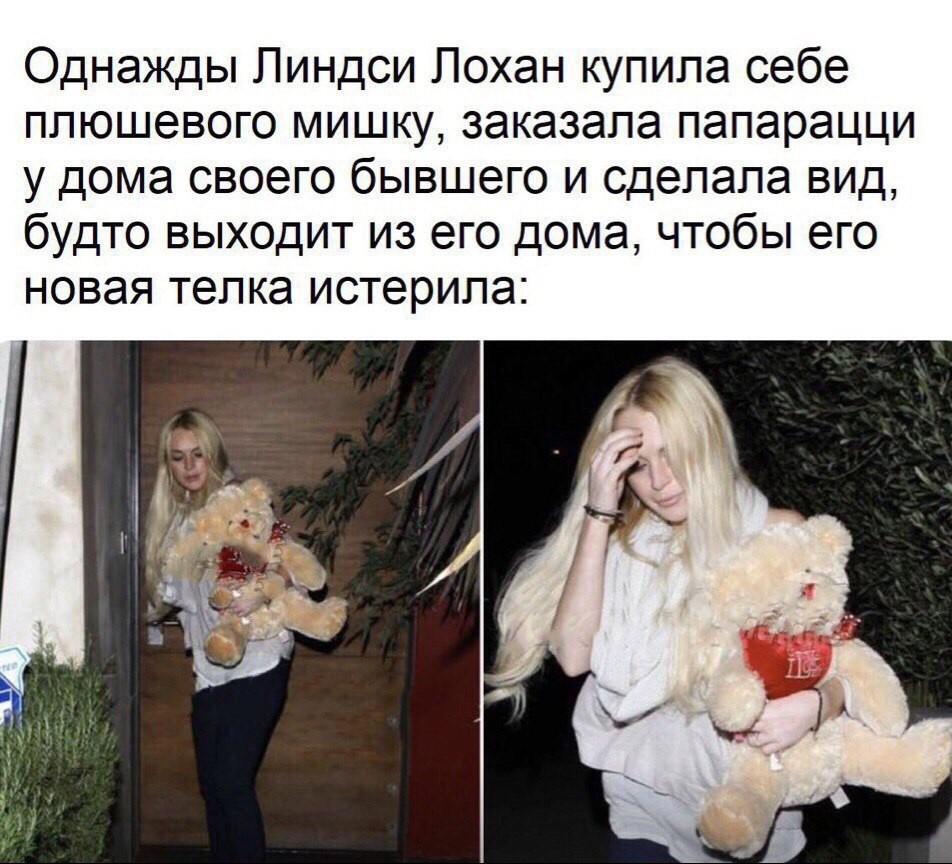 Однажды Линдси Лохан купила себе
плюшевого мишку, заказала папарацци
у дома своего бывшего и сделала вид,
будто выходит из его дома, чтобы его
новая телка истерила: